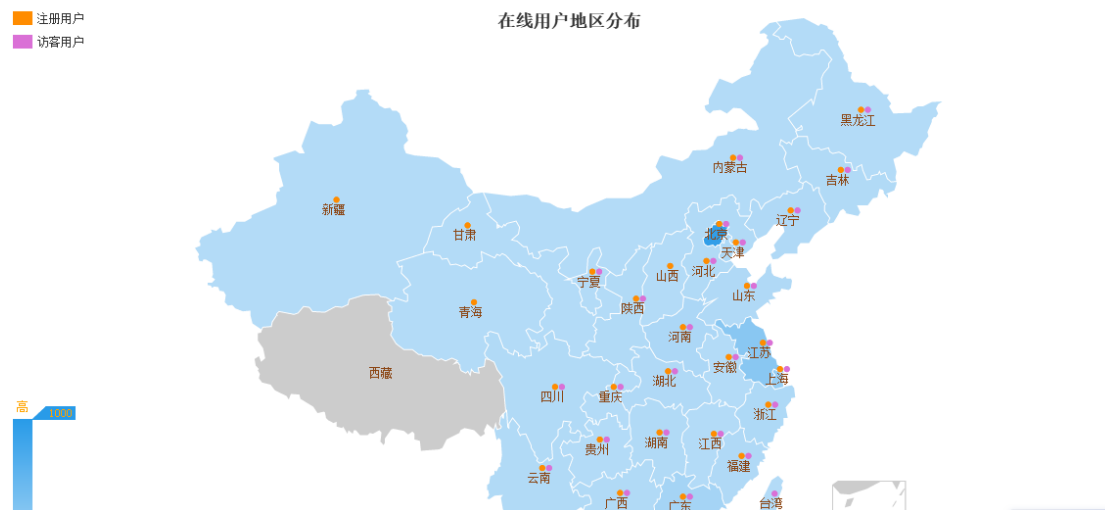 注册用户
访客用户
在线用户地区分布
黑龙江
内蒙古
吉林
新疆
辽宁
甘肃
北京
天津
宁夏
山西
河北
陕西
山东
青海
河南
江苏
安徽
西藏
湖北
上海
四川
重庆
浙江
高
1000
贵州
湖南
江西
福建
云南
广西
广东
台湾